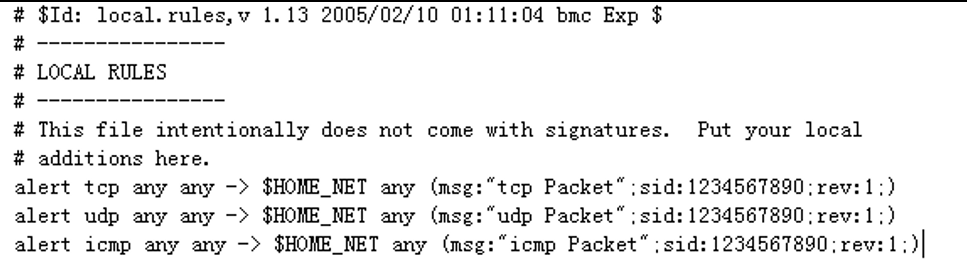 # $Id: local.rules,v 1.13 2005/02/10 01:11:04 bmc Exp $
# ----------------
# LOCAL RULES
# ----------------
# This file intentionally does not come with signatures.  Put your local
# additions here.
alert tcp any any -> $HOME_NET any (msg:"tcp Packet";sid:1234567890;rev:1;)
alert udp any any -> $HOME_NET any (msg:"udp Packet";sid:1234567890;rev:1;)
alert icmp any any -> $HOME_NET any (msg:"icmp Packet";sid:1234567890;rev:1;)